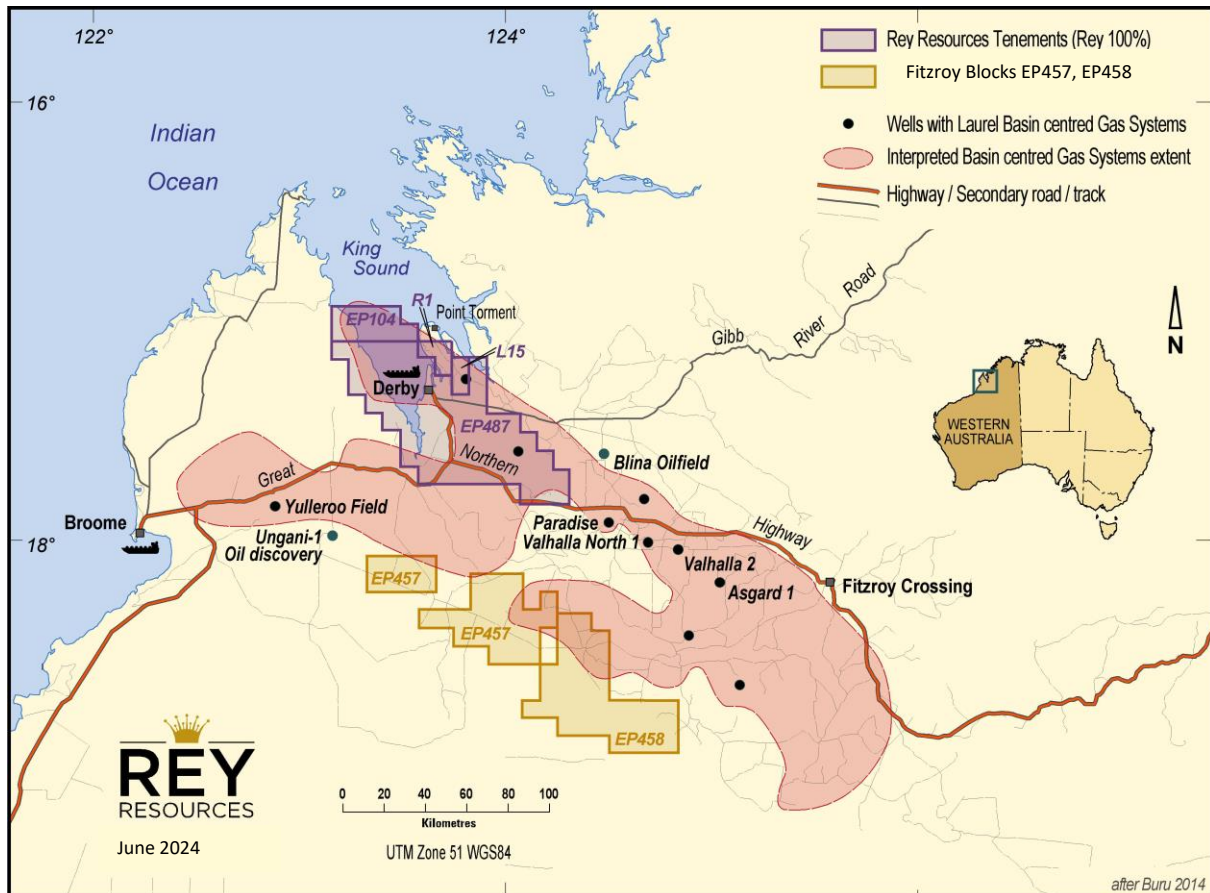 122°
124°
16°
18°
Rey Resources Tenements (Rey 100%)
Fitzroy Blocks EP457, EP458
Wells with Laurel Basin centred Gas Systems
Interpreted Basin centred Gas Systems extent
Highway / Secondary road / track
Indian
Ocean
King
Sound
R1
Point Torment
EP104
L15
Derby
EP487
Gibb River Road
N
WESTERN
AUSTRALIA
Great Northern Highway
Blina Oilfield
Yulleroo Field
Broome
Ungani-1
Oil discovery
Paradise
Valhalla North 1
Valhalla 2
Asgard 1
Fitzroy Crossing
EP457
EP457
EP458
REY
RESOURCES
June 2024
0 20 40 60 80 100
Kilometres
UTM Zone 51 WGS84
after Buru 2014